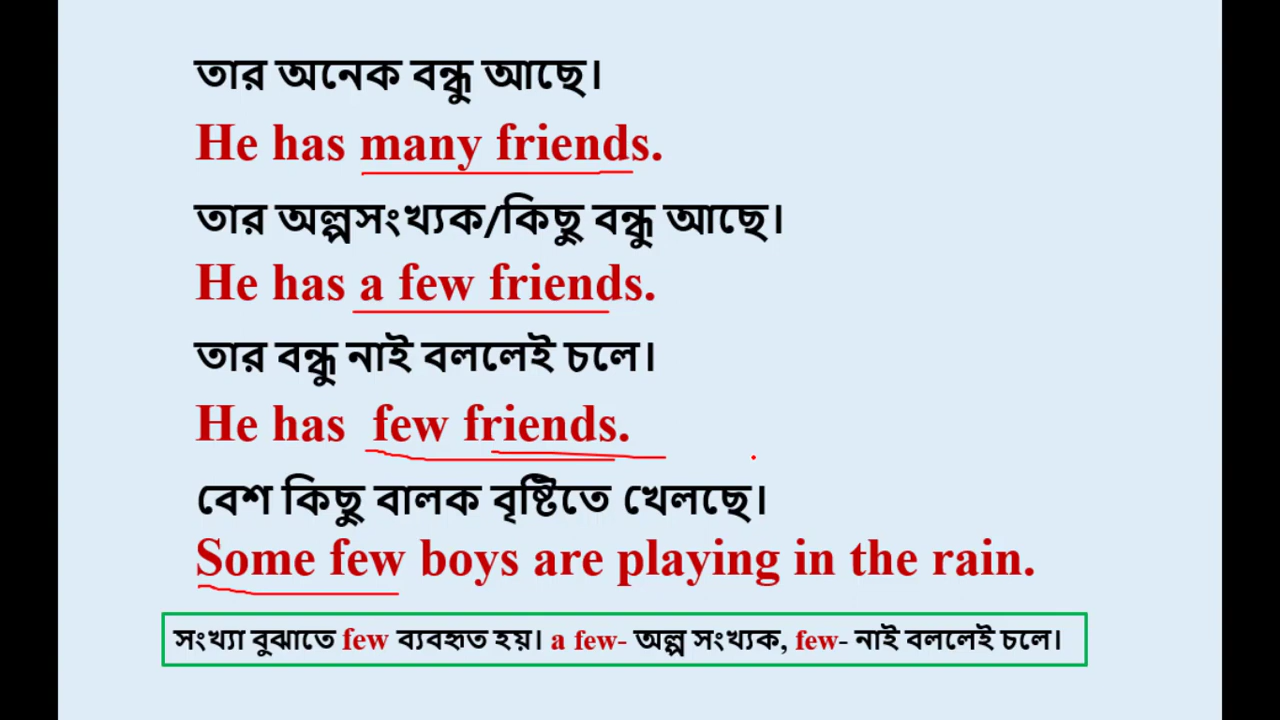 তার অনেক বন্ধু আছে।
He has many friends.
তার অল্পসংখ্যক/কিছু বন্ধু আছে।
He has a few friends.
তার বন্ধু নাই বললেই চলে।
He has few friends.
বেশ কিছু বালক বৃষ্টিতে খেলছে।
Some few boys are playing in the rain.
সংখ্যা বুঝাতে few ব্যবহৃত হয়। a few- অল্প সংখ্যক, few- নাই বললেই চলে।